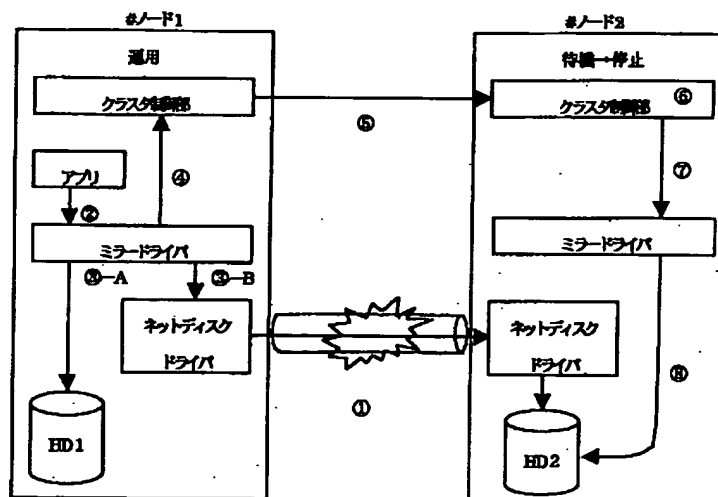 #ノード1
#ノード2
運用
待機→停止
クラスタ制御部
クラスタ制御部
⑥
⑤
④
⑦
アプリ
②
ミラードライバ
ミラードライバ
③-A
③-B
ネットディスク
ドライバ
ネットディスク
ドライバ
⑧
①
HD1
HD2